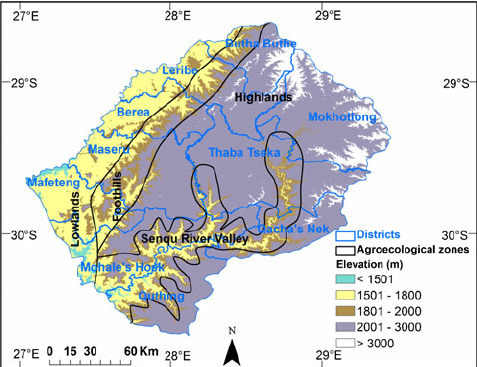 27°E 28°E 29°E
Butha Buthe
Leribe
29°S 29°S
Highlands
Berea
Mokhotlong
Maseru
Thaba Tseka
Mafeteng
Foothills
Lowlands
Qacha's Nek
Districts
30°S Senqu River Valley 30°S
Agroecological zones
Mohale's Hoek
Elevation (m)
< 1501
Quthing
1501 - 1800
1801 - 2000
2001 - 3000
> 3000
N
0 15 30 60 Km
27°E 28°E 29°E